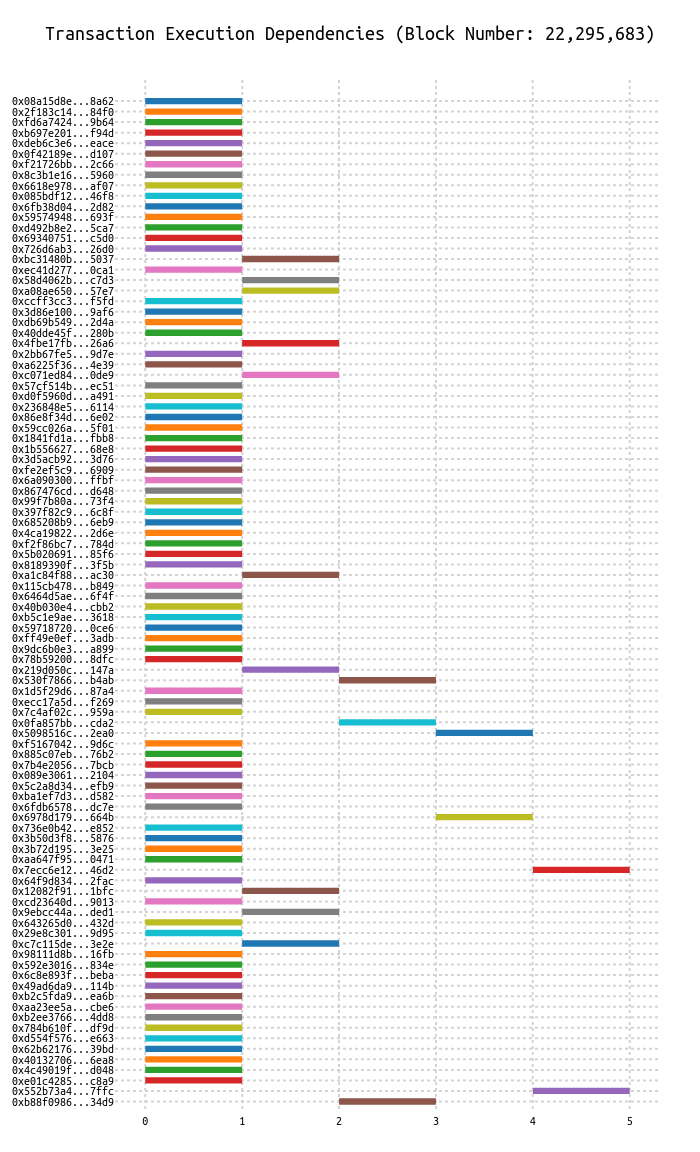 Transaction Execution Dependencies (Block Number: 22,295,683)
0x08a15d8e...8a62
0x2f183c14...84f0
0xfd6a7424...9b64
0xb697e201...f94d
0xdeb6c3e6...eace
0x0f42189e...d107
0xf21726bb...2c66
0x8c3b1e16...5960
0x6618e978...af07
0x085bdf12...46f8
0x6fb38d04...2d82
0x59574948...693f
0xd492b8e2...5ca7
0x69340751...c5d0
0x726d6ab3...26d0
0xbc31480b...5037
0xec41d277...0ca1
0x58d4062b...c7d3
0xa08ae650...57e7
0xccff3cc3...f5fd
0x3d86e100...9af6
0xdb69b549...2d4a
0x40dde45f...280b
0x4fbe17fb...26a6
0x2bb67fe5...9d7e
0xa6225f36...4e39
0xc071ed84...0de9
0x57cf514b...ec51
0xd0f5960d...a491
0x236848e5...6114
0x86e8f34d...6e02
0x59cc026a...5f01
0x1841fd1a...fbb8
0x1b556627...68e8
0x3d5acb92...3d76
0xfe2ef5c9...6909
0x6a090300...ffbf
0x867476cd...d648
0x99f7b80a...73f4
0x397f82c9...6c8f
0x685208b9...6eb9
0x4ca19822...2d6e
0xf2f86bc7...784d
0x5b020691...85f6
0x8189390f...3f5b
0xa1c84f88...ac30
0x115cb478...b849
0x6464d5ae...6f4f
0x40b030e4...cbb2
0xb5c1e9ae...3618
0x59718720...0ce6
0xff49e0ef...3adb
0x9dc6b0e3...a899
0x78b59200...8dfc
0x219d050c...147a
0x530f7866...b4ab
0x1d5f29d6...87a4
0xecc17a5d...f269
0x7c4af02c...959a
0x0fa857bb...cda2
0x5098516c...2ea0
0xf5167042...9d6c
0x885c07eb...76b2
0x7b4e2056...7bcb
0x089e3061...2104
0x5c2a8d34...efb9
0xba1ef7d3...d582
0x6fdb6578...dc7e
0x6978d179...664b
0x736e0b42...e852
0x3b50d3f8...5876
0x3b72d195...3e25
0xaa647f95...0471
0x7ecc6e12...46d2
0x64f9d834...2fac
0x12082f91...1bfc
0xcd23640d...9013
0x9ebcc44a...ded1
0x643265d0...432d
0x29e8c301...9d95
0xc7c115de...3e2e
0x98111d8b...16fb
0x592e3016...834e
0x6c8e893f...beba
0x49ad6da9...114b
0xb2c5fda9...ea6b
0xaa23ee5a...cbe6
0xb2ee3766...4dd8
0x784b610f...df9d
0xd554f576...e663
0x62b62176...39bd
0x40132706...6ea8
0x4c49019f...d048
0xe01c4285...c8a9
0x552b73a4...7ffc
0xb88f0986...34d9
0 1 2 3 4 5